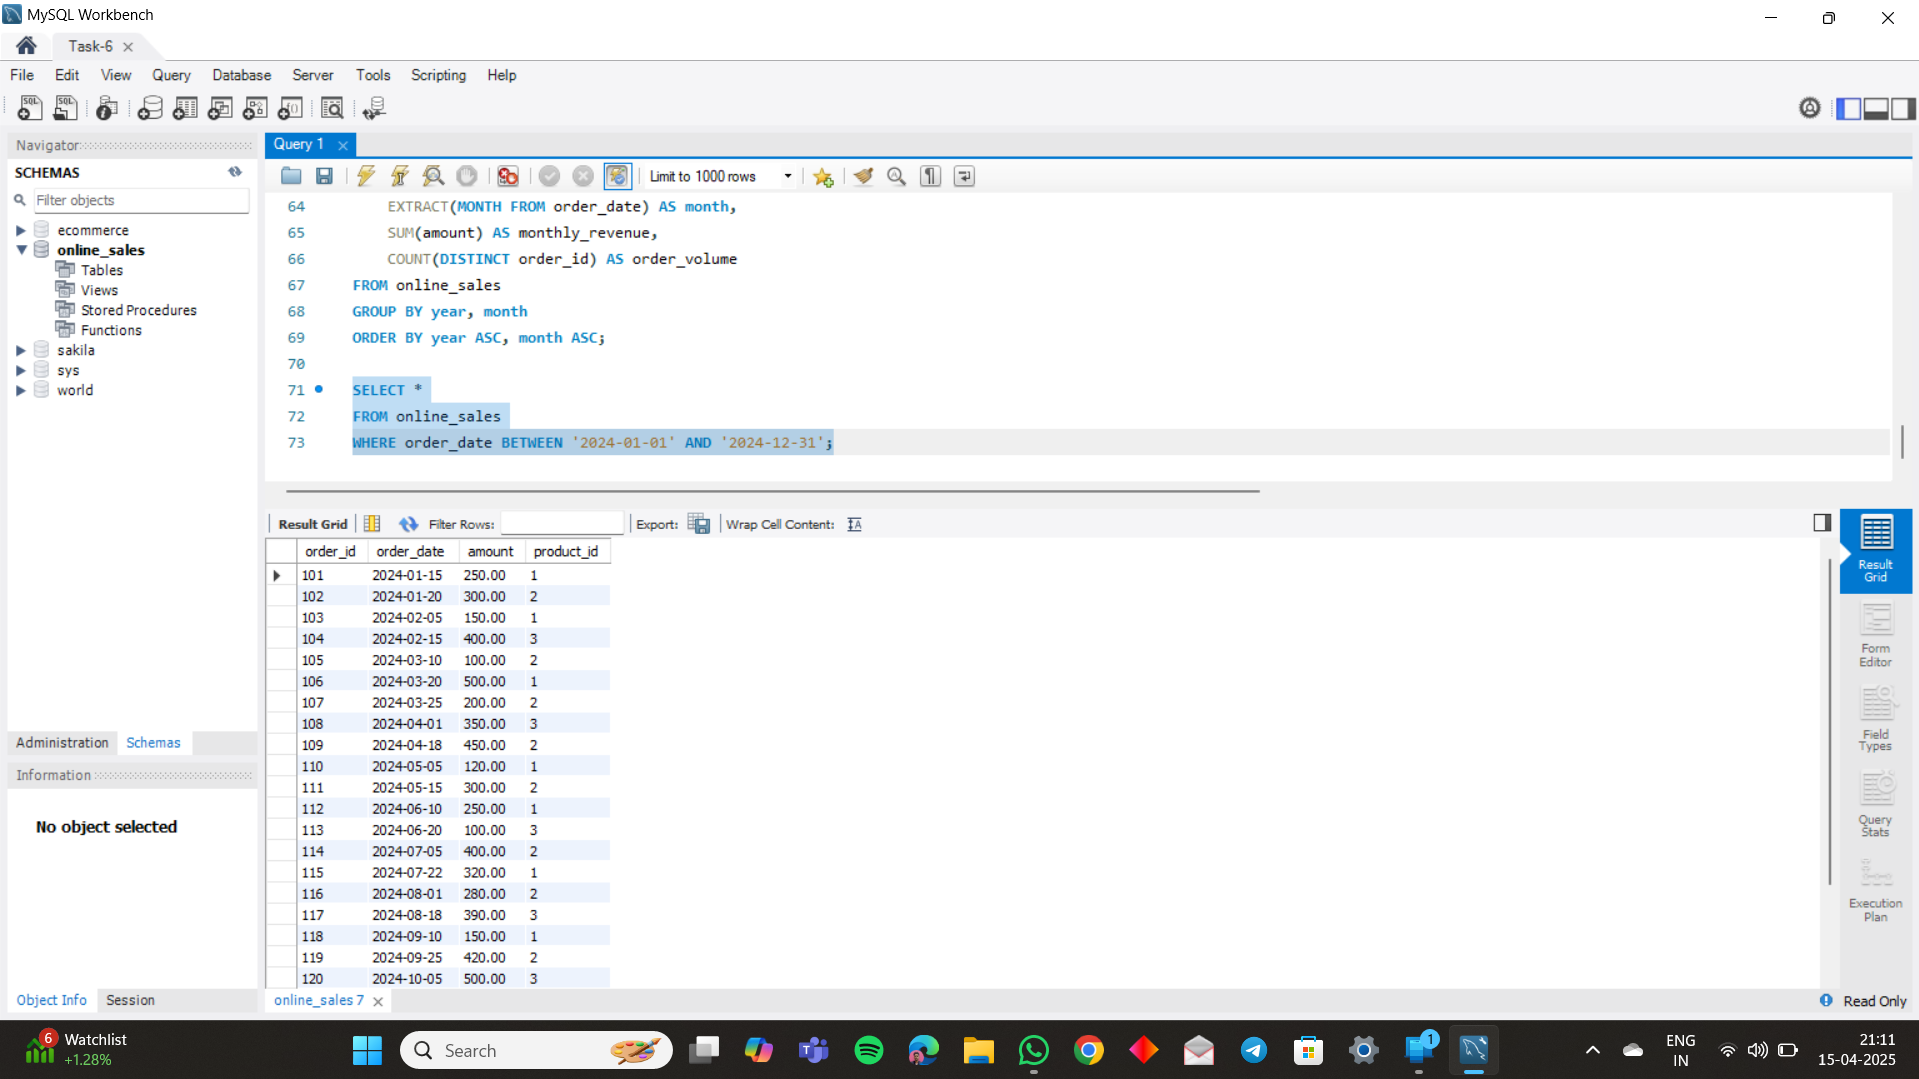 MySQL Workbench
Task-6
File Edit View Query Database Server Tools Scripting Help
Navigator
SCHEMAS
Filter objects
ecommerce
online_sales
Tables
Views
Stored Procedures
Functions
sakila
sys
world
Administration Schemas
Information
No object selected
Object Info Session
Query 1
Limit to 1000 rows
64 EXTRACT(MONTH FROM order_date) AS month,
65 SUM(amount) AS monthly_revenue,
66 COUNT(DISTINCT order_id) AS order_volume
67 FROM online_sales
68 GROUP BY year, month
69 ORDER BY year ASC, month ASC;
70
71 SELECT *
72 FROM online_sales
73 WHERE order_date BETWEEN '2024-01-01' AND '2024-12-31';
Result Grid Filter Rows: Export: Wrap Cell Content:
order_id order_date amount product_id
101 2024-01-15 250.00 1
102 2024-01-20 300.00 2
103 2024-02-05 150.00 1
104 2024-02-15 400.00 3
105 2024-03-10 100.00 2
106 2024-03-20 500.00 1
107 2024-03-25 200.00 2
108 2024-04-01 350.00 3
109 2024-04-18 450.00 2
110 2024-05-05 120.00 1
111 2024-05-15 300.00 2
112 2024-06-10 250.00 1
113 2024-06-20 100.00 3
114 2024-07-05 400.00 2
115 2024-07-22 320.00 1
116 2024-08-01 280.00 2
117 2024-08-18 390.00 3
118 2024-09-10 150.00 1
119 2024-09-25 420.00 2
120 2024-10-05 500.00 3
online_sales 7
Result
Grid
Form
Editor
Field
Types
Query
Stats
Execution
Plan
Read Only
6
Watchlist
+1.28%
Search
1
ENG
IN
21:11
15-04-2025